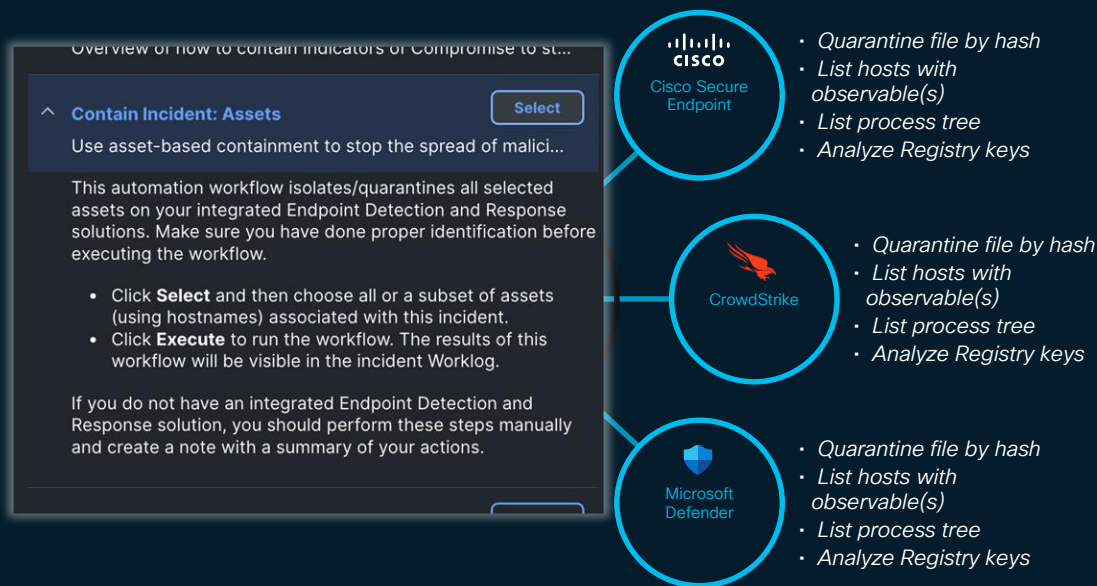 Overview of how to contain Indicators of Compromise to st...
Contain Incident: Assets
Select
Use asset-based containment to stop the spread of malici...
This automation workflow isolates/quarantines all selected
assets on your integrated Endpoint Detection and Response
solutions. Make sure you have done proper identification before
executing the workflow.
• Click Select and then choose all or a subset of assets
(using hostnames) associated with this incident.
• Click Execute to run the workflow. The results of this
workflow will be visible in the incident Worklog.
If you do not have an integrated Endpoint Detection and
Response solution, you should perform these steps manually
and create a note with a summary of your actions.
CISCO
Cisco Secure
Endpoint
• Quarantine file by hash
• List hosts with
observable(s)
• List process tree
• Analyze Registry keys
CrowdStrike
• Quarantine file by hash
• List hosts with
observable(s)
• List process tree
• Analyze Registry keys
Microsoft
Defender
• Quarantine file by hash
• List hosts with
observable(s)
• List process tree
• Analyze Registry keys